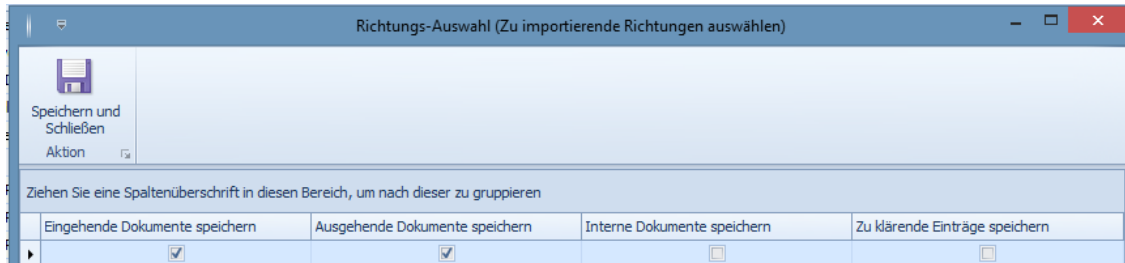 Richtungs-Auswahl (Zu importierende Richtungen auswählen)
Speichern und
Schließen
Aktion
Ziehen Sie eine Spaltenüberschrift in diesen Bereich, um nach dieser zu gruppieren
Eingehende Dokumente speichern Ausgehende Dokumente speichern Interne Dokumente speichern Zu klärende Einträge speichern